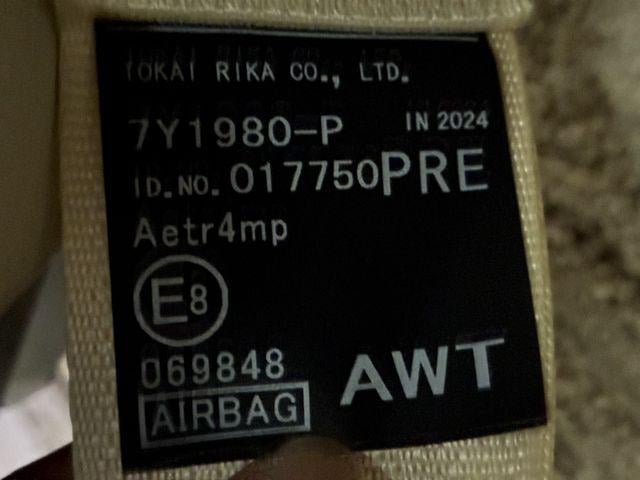 TOKAI RIKA CO., LTD.
7Y1980-P IN 2024
ID.NO. 017750PRE
Aetr4mp
E8
069848
AIRBAG
AWT